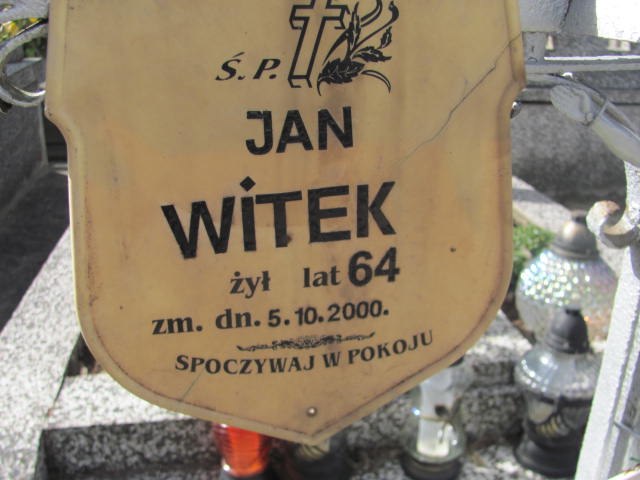 Ś.P.
JAN
WiTEK
żył lat 64
zm. dn. 5.10.2000.
SPOCZYWAJ W POKOJU